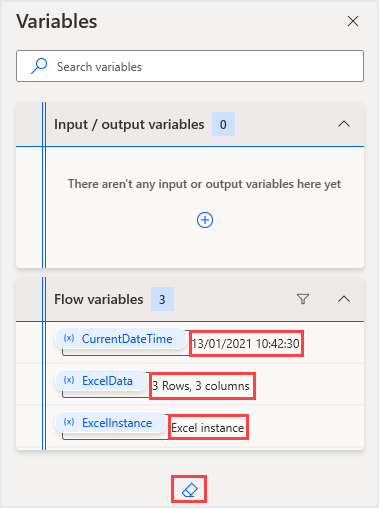 Variables
Search variables
Input / output variables 0
There aren't any input or output variables here yet
Flow variables 3
(x) CurrentDateTime 13/01/2021 10:42:30
(x) ExcelData 3 Rows, 3 columns
(x) ExcelInstance Excel instance